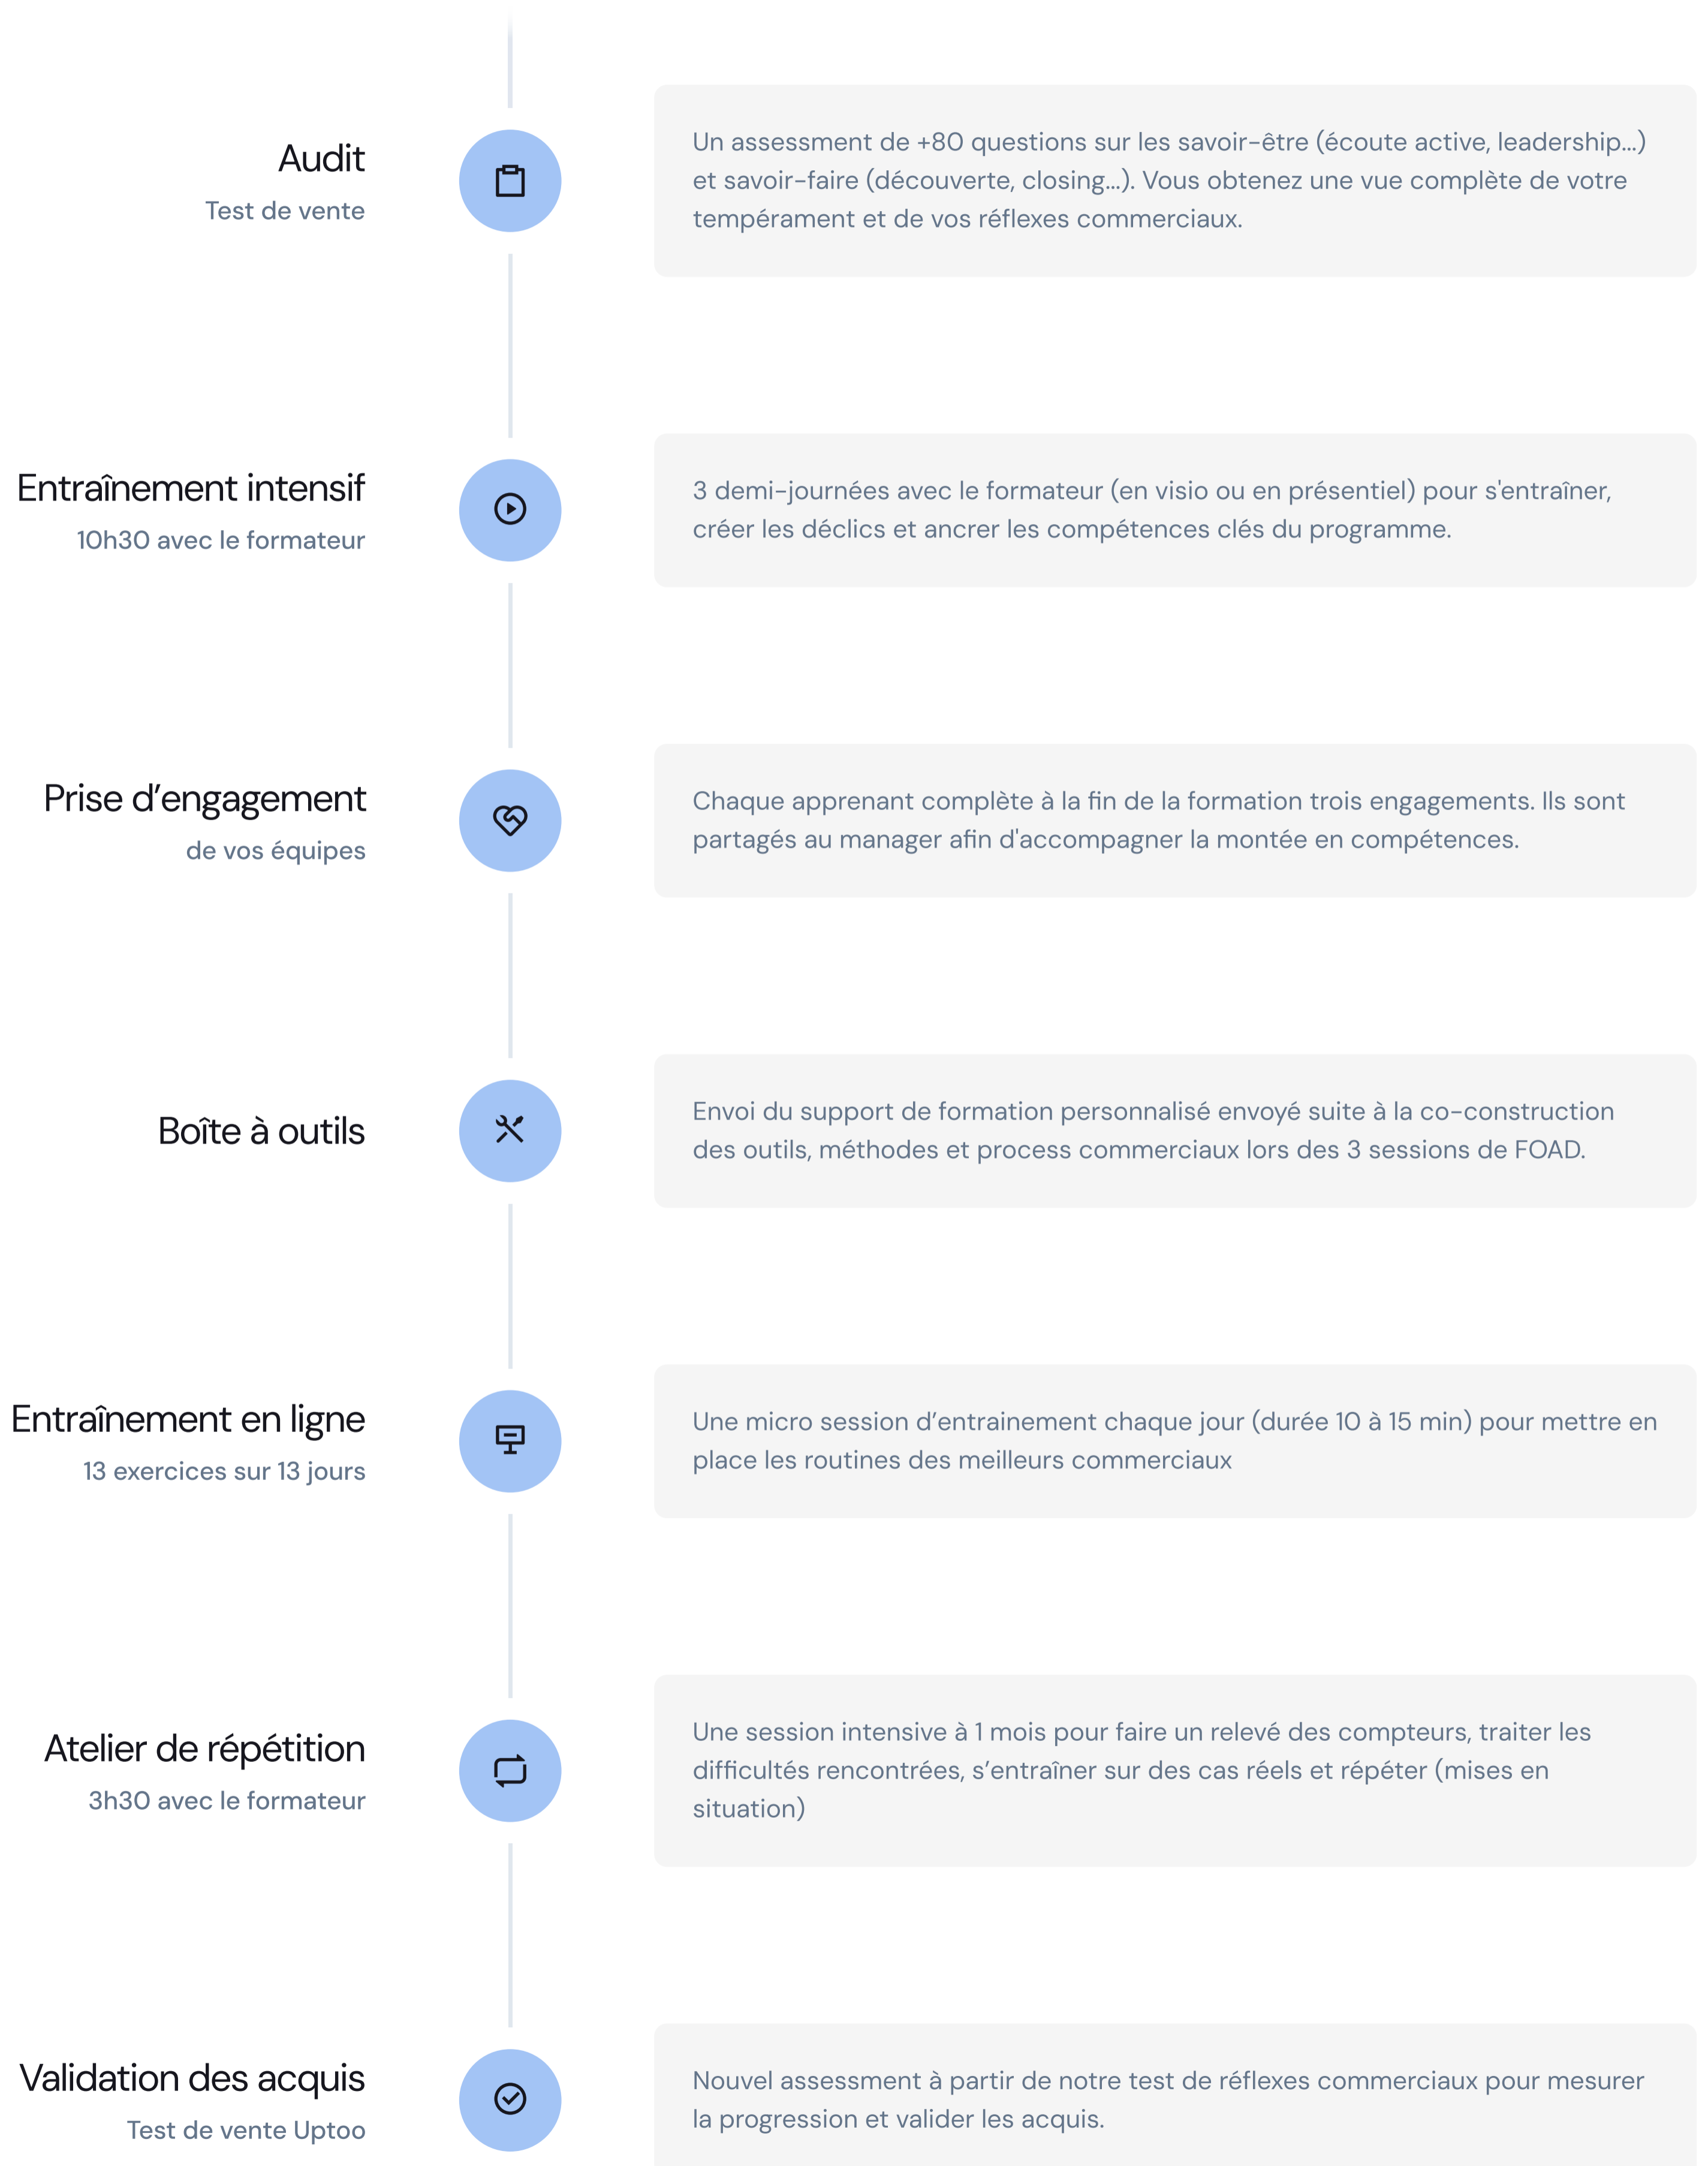 Audit
Test de vente
Un assessment de +80 questions sur les savoir-être (écoute active, leadership...)
et savoir-faire (découverte, closing...). Vous obtenez une vue complète de votre
tempérament et de vos réflexes commerciaux.
Entraînement intensif
10h30 avec le formateur
3 demi-journées avec le formateur (en visio ou en présentiel) pour s'entraîner,
créer les déclics et ancrer les compétences clés du programme.
Prise d’engagement
de vos équipes
Chaque apprenant complète à la fin de la formation trois engagements. Ils sont
partagés au manager afin d'accompagner la montée en compétences.
Boîte à outils
Envoi du support de formation personnalisé envoyé suite à la co-construction
des outils, méthodes et process commerciaux lors des 3 sessions de FOAD.
Entraînement en ligne
13 exercices sur 13 jours
Une micro session d’entrainement chaque jour (durée 10 à 15 min) pour mettre en
place les routines des meilleurs commerciaux
Atelier de répétition
3h30 avec le formateur
Une session intensive à 1 mois pour faire un relevé des compteurs, traiter les
difficultés rencontrées, s’entraîner sur des cas réels et répéter (mises en
situation)
Validation des acquis
Test de vente Uptoo
Nouvel assessment à partir de notre test de réflexes commerciaux pour mesurer
la progression et valider les acquis.